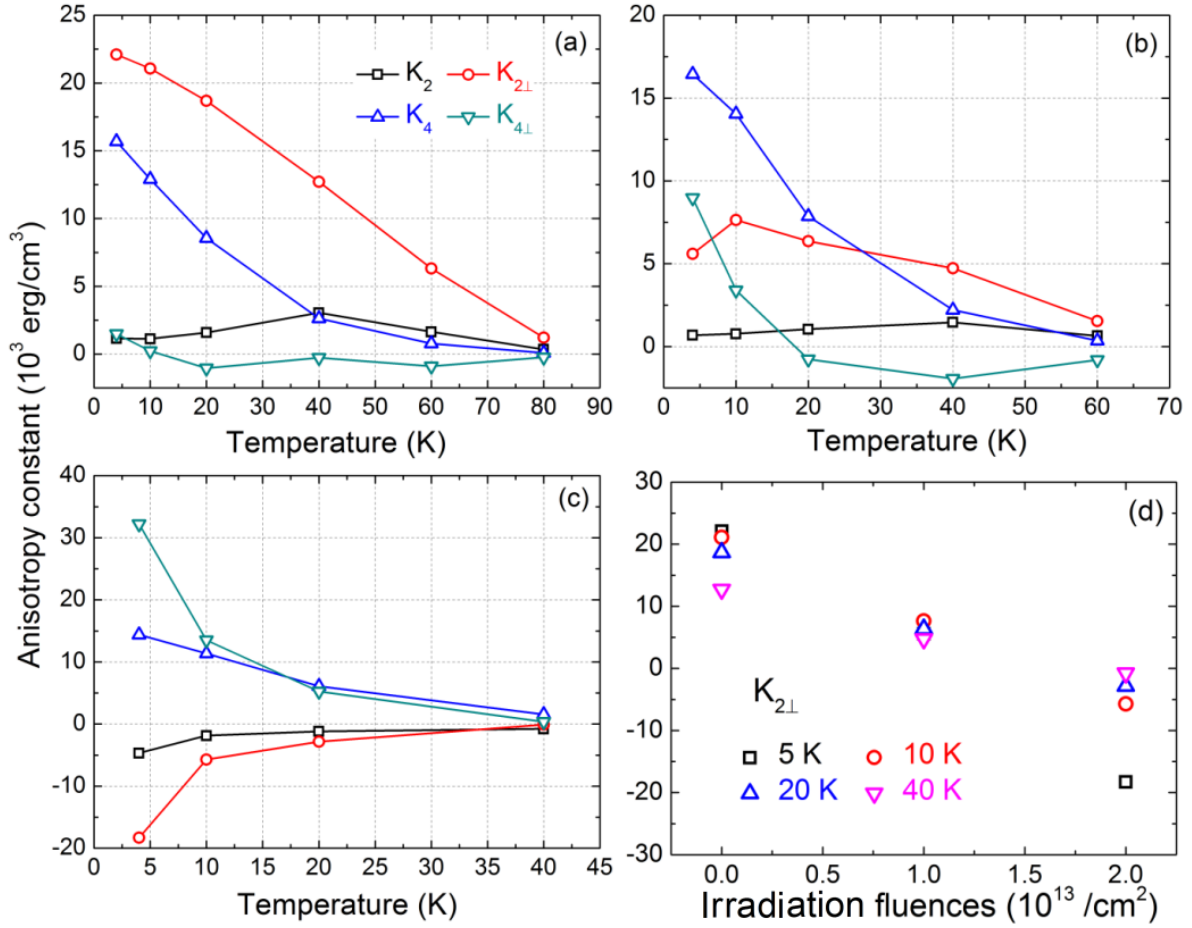 Anisotropy constant (10³ erg/cm³)
(a)
K₂ K₂⊥
K₄ K₄⊥
25
20
15
10
5
0
0 10 20 30 40 50 60 70 80 90
Temperature (K)
(b)
20
15
10
5
0
0 10 20 30 40 50 60 70
Temperature (K)
(c)
40
30
20
10
0
-10
-20
0 5 10 15 20 25 30 35 40 45
Temperature (K)
(d)
30
20
10
0
-10
-20
-30
K₂⊥
5 K 10 K
20 K 40 K
0.0 0.5 1.0 1.5 2.0
Irradiation fluences (10¹³ /cm²)